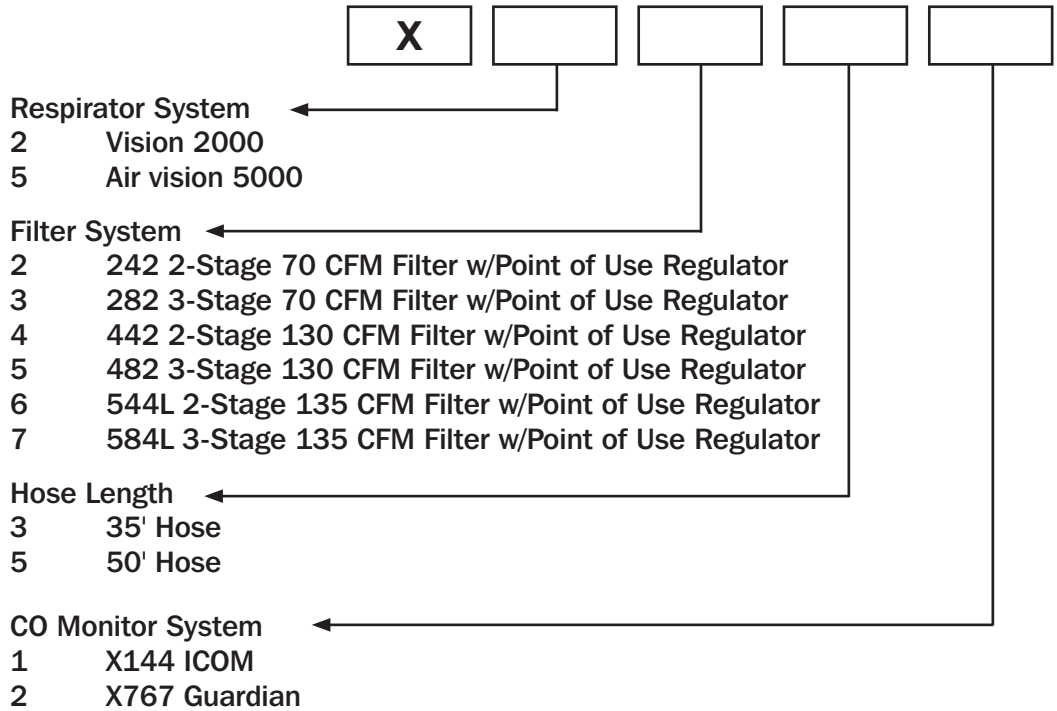 X
Respirator System
2 Vision 2000
5 Air vision 5000
Filter System
2 242 2-Stage 70 CFM Filter w/Point of Use Regulator
3 282 3-Stage 70 CFM Filter w/Point of Use Regulator
4 442 2-Stage 130 CFM Filter w/Point of Use Regulator
5 482 3-Stage 130 CFM Filter w/Point of Use Regulator
6 544L 2-Stage 135 CFM Filter w/Point of Use Regulator
7 584L 3-Stage 135 CFM Filter w/Point of Use Regulator
Hose Length
3 35' Hose
5 50' Hose
CO Monitor System
1 X144 ICOM
2 X767 Guardian